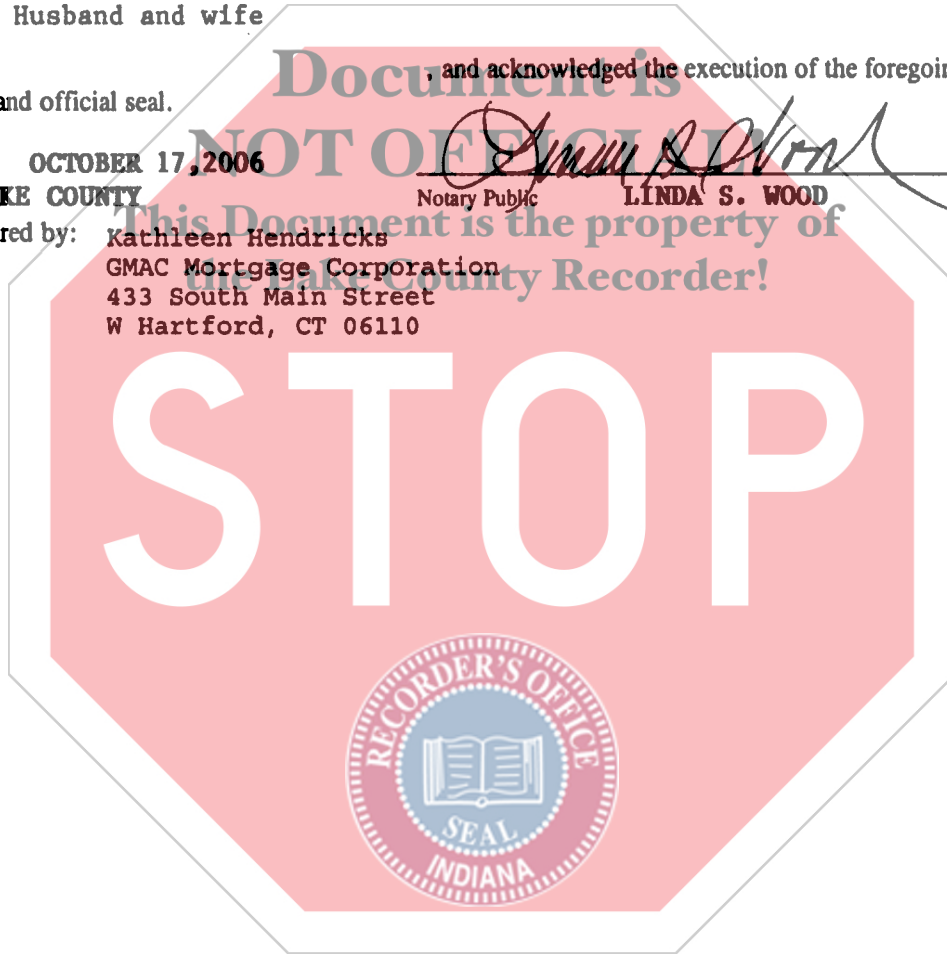 Husband and wife
Document is
, and acknowledged the execution of the foregoin
and official seal.
NOT OFFICIAL!
OCTOBER 17,2006
KE COUNTY
Notary Public LINDA S. WOOD
This Document is the property of
red by: Kathleen Hendricks
GMAC Mortgage Corporation
the Lake County Recorder!
433 South Main Street
W Hartford, CT 06110
STOP
RECORDER'S OFFICE
SEAL
INDIANA